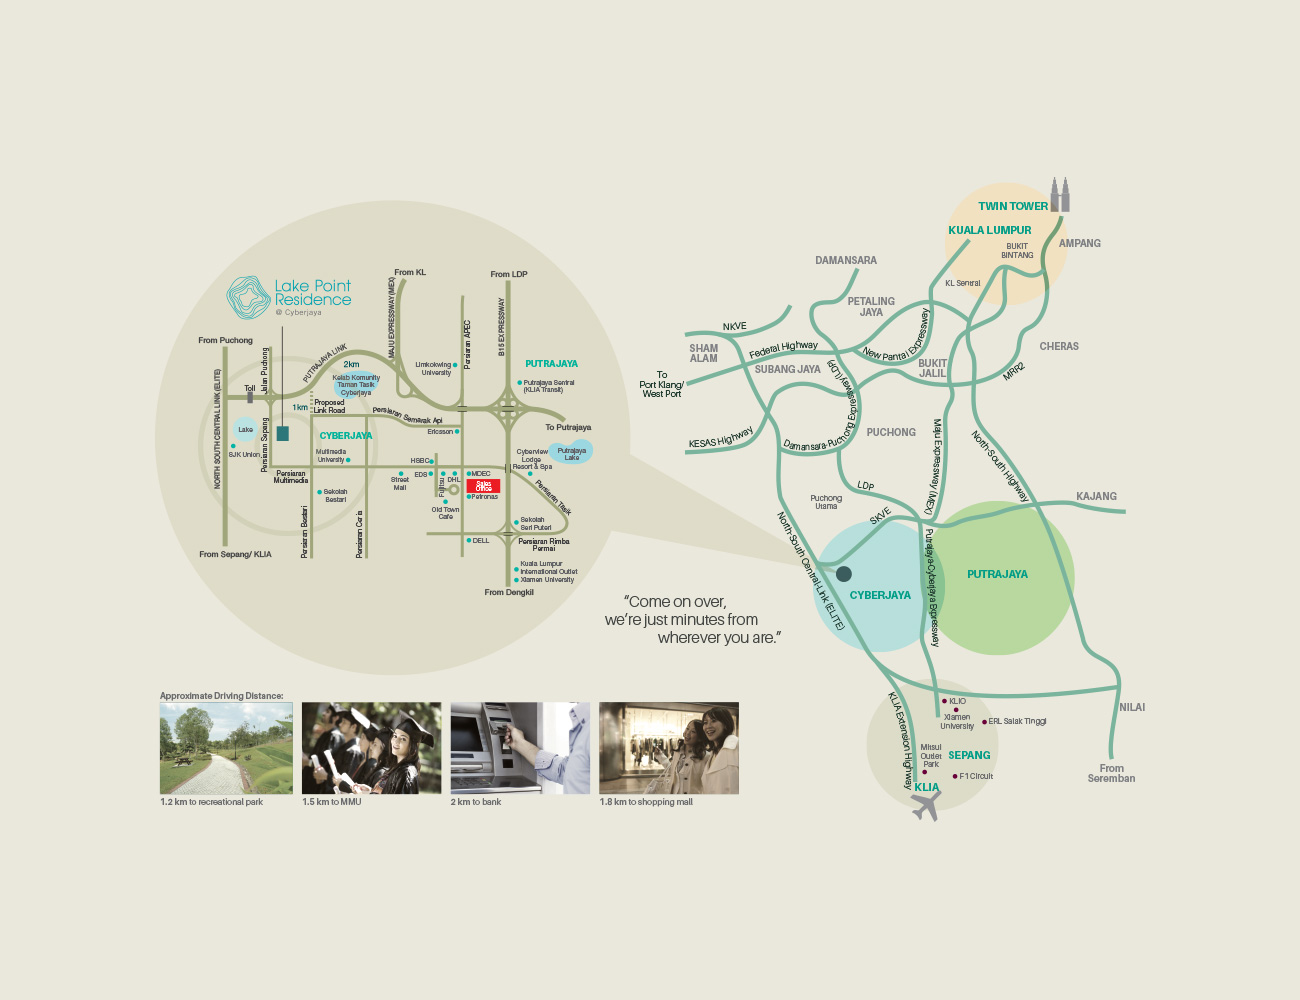 Lake Point
Residence
@ Cyberjaya
From KL
From LDP
From Puchong
NORTH SOUTH CENTRAL LINK (ELITE)
Jalan Puchong
PUTRAJAYA LINK
MAJU EXPRESSWAY (MEX)
Persiaran APEC
B15 EXPRESSWAY
2km
Kelab Komunity
Taman Tasik
Cyberjaya
Limkokwing
University
PUTRAJAYA
Putrajaya Sentral
(KLIA Transit)
Toll
1km
Proposed
Link Road
Persiaran Semarak Api
To Putrajaya
Lake
Persiaran Sepang
CYBERJAYA
Ericsson
SJK Union
Multimedia
University
HSBC
EDS
Street
Mall
Fujitsu
DHL
MDEC
Sales
Office
Petronas
Cyberview
Lodge
Resort & Spa
Putrajaya
Lake
Persiaran
Multimedia
Sekolah
Bestari
Old Town
Cafe
Persiaran Tasik
Sekolah
Seri Puteri
Persiaran Bestari
Persiaran Ceria
DELL
Persiaran Rimba
Permai
From Sepang/ KLIA
Kuala Lumpur
International Outlet
Xiamen University
From Dengkil
“Come on over,
we’re just minutes from
wherever you are.”
Approximate Driving Distance:
1.2 km to recreational park
1.5 km to MMU
2 km to bank
1.8 km to shopping mall
TWIN TOWER
KUALA LUMPUR
BUKIT
BINTANG
AMPANG
KL Sentral
DAMANSARA
PETALING
JAYA
NKVE
SHAM
ALAM
Federal Highway
New Pantai Expressway
CHERAS
SUBANG JAYA
BUKIT
JALIL
MRR2
To
Port Klang/
West Port
KESAS Highway
Damansara-Puchong Expressway (LDP)
PUCHONG
Maju Expressway (MEX)
North-South Highway
LDP
Puchong
Utama
SKVE
KAJANG
North-South Central-Link (ELITE)
CYBERJAYA
Putrajaya-Cyberjaya Expressway
PUTRAJAYA
KLIA Extension Highway
KLIO
Xiamen
University
ERL Salak Tinggi
Mitsui
Outlet
Park
SEPANG
F1 Circuit
KLIA
NILAI
From
Seremban